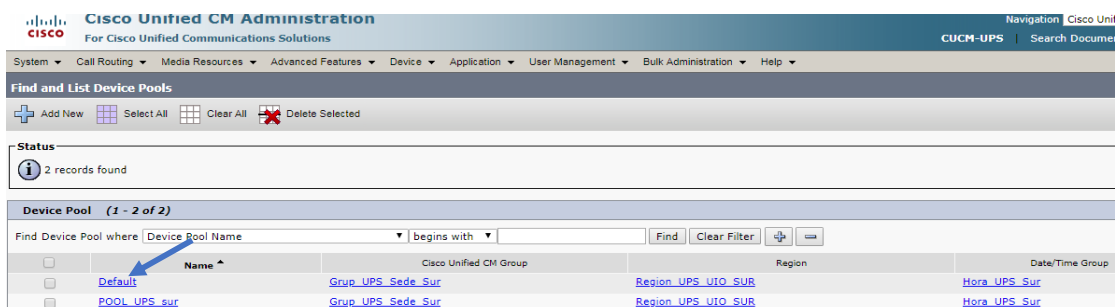 Cisco Unified CM Administration
Navigation Cisco Unif
CISCO For Cisco Unified Communications Solutions
CUCM-UPS | Search Documen
System Call Routing Media Resources Advanced Features Device Application User Management Bulk Administration Help
Find and List Device Pools
Add New Select All Clear All Delete Selected
Status
2 records found
Device Pool (1 - 2 of 2)
Find Device Pool where Device Pool Name begins with Find Clear Filter
Name Cisco Unified CM Group Region Date/Time Group
Default Grup_UPS_Sede_Sur Region_UPS_UIO_SUR Hora_UPS_Sur
POOL_UPS_sur Grup_UPS_Sede_Sur Region_UPS_UIO_SUR Hora_UPS_Sur